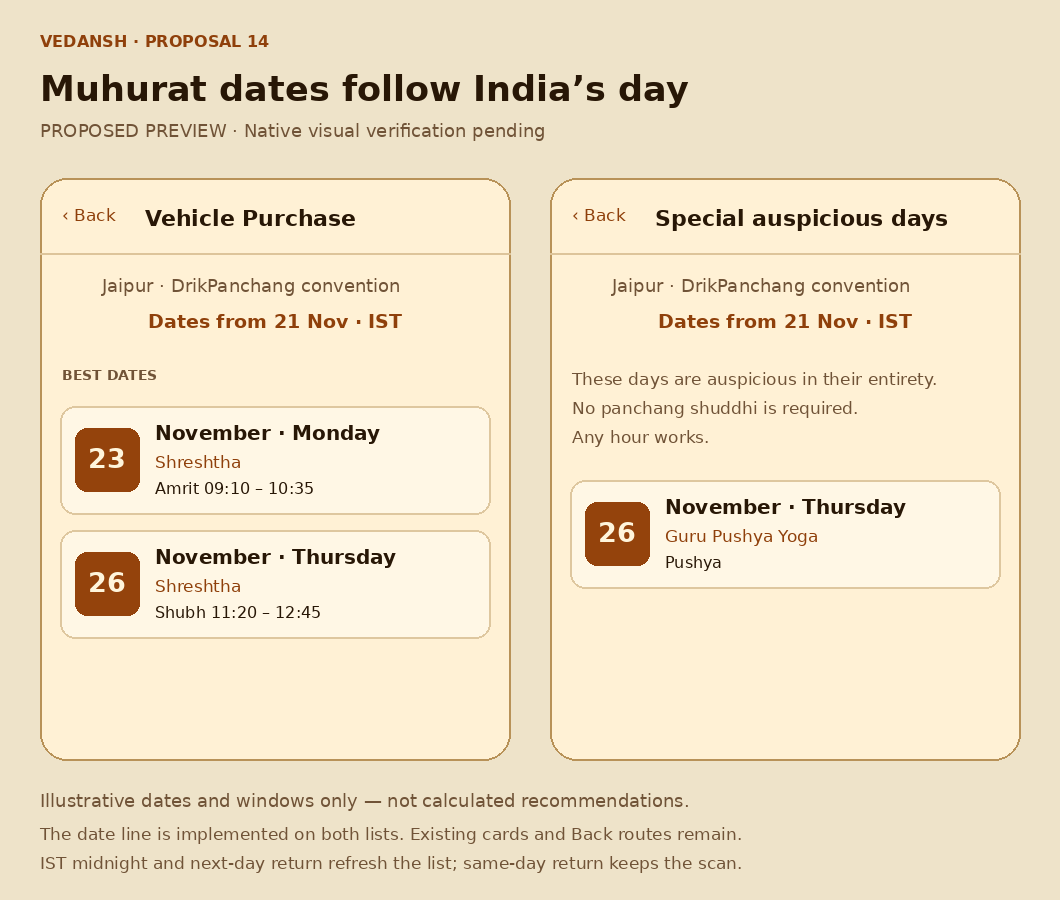 VEDANSH · PROPOSAL 14
Muhurat dates follow India’s day
PROPOSED PREVIEW · Native visual verification pending
‹ Back
Vehicle Purchase
Jaipur · DrikPanchang convention
Dates from 21 Nov · IST
BEST DATES
23
November · Monday
Shreshtha
Amrit 09:10 – 10:35
26
November · Thursday
Shreshtha
Shubh 11:20 – 12:45
‹ Back
Special auspicious days
Jaipur · DrikPanchang convention
Dates from 21 Nov · IST
These days are auspicious in their entirety.
No panchang shuddhi is required.
Any hour works.
26
November · Thursday
Guru Pushya Yoga
Pushya
Illustrative dates and windows only — not calculated recommendations.
The date line is implemented on both lists. Existing cards and Back routes remain.
IST midnight and next-day return refresh the list; same-day return keeps the scan.